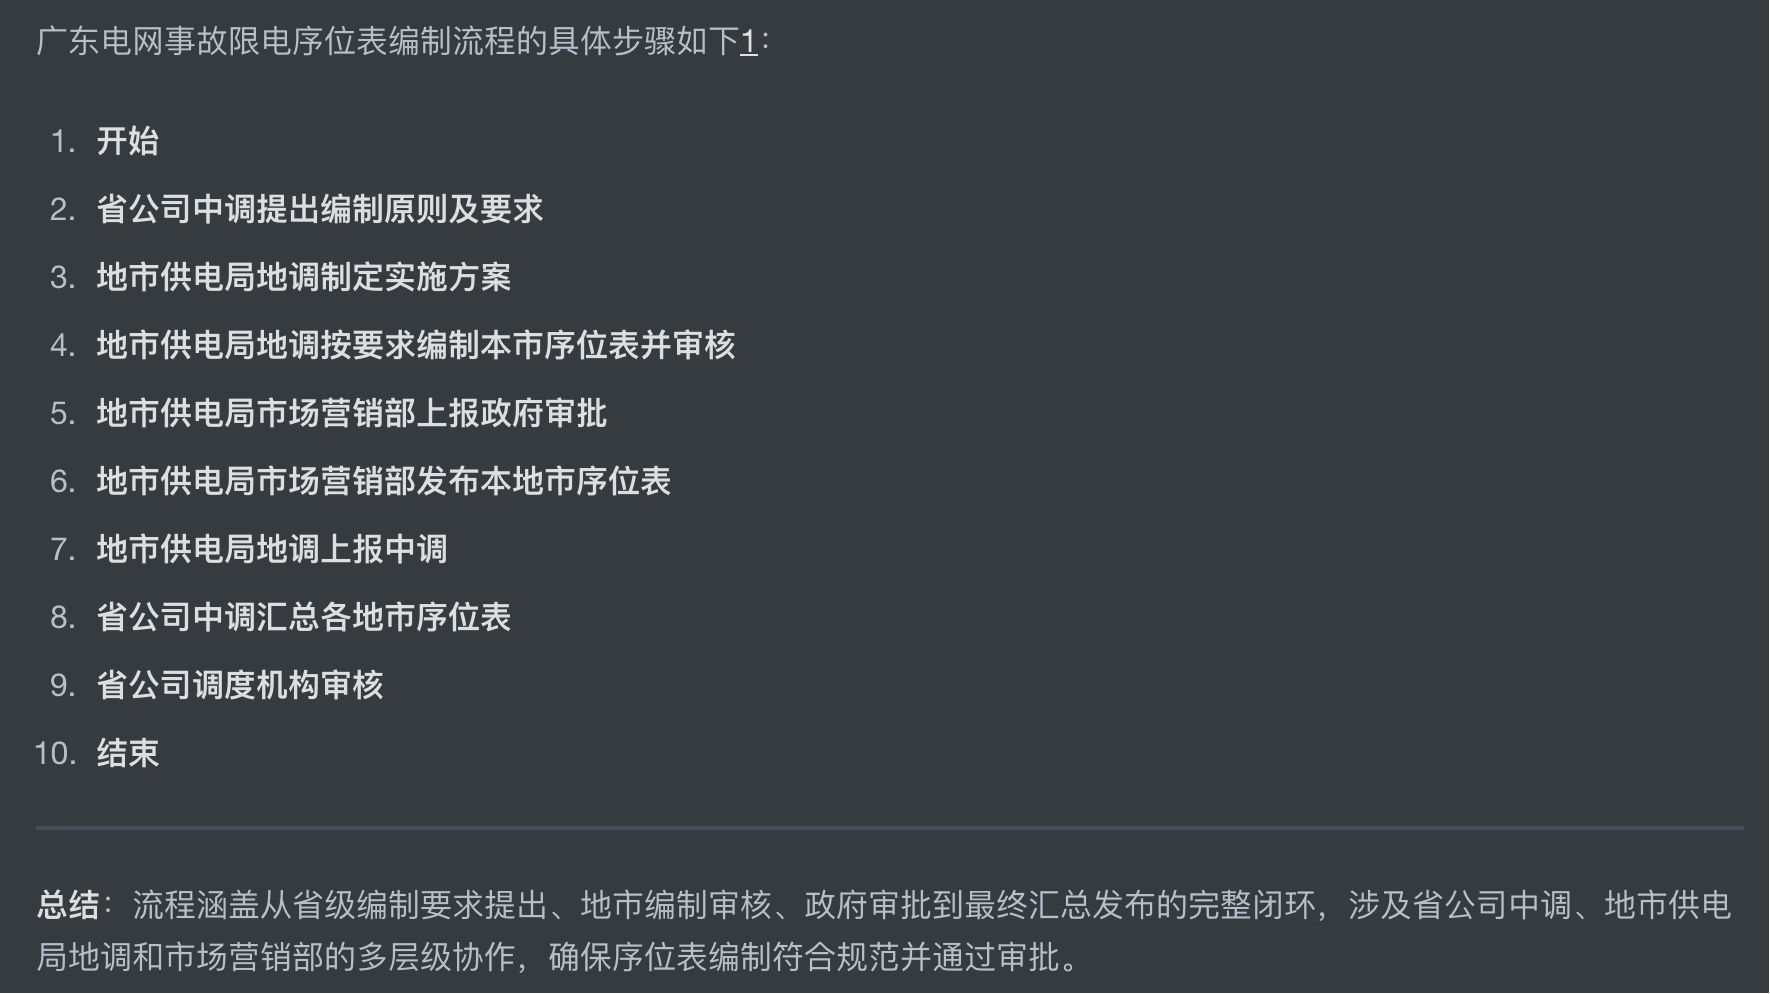 广东电网事故限电序位表编制流程的具体步骤如下1：
1. 开始
2. 省公司中调提出编制原则及要求
3. 地市供电局地调制定实施方案
4. 地市供电局地调按要求编制本市序位表并审核
5. 地市供电局市场营销部上报政府审批
6. 地市供电局市场营销部发布本地市序位表
7. 地市供电局地调上报中调
8. 省公司中调汇总各地市序位表
9. 省公司调度机构审核
10. 结束
总结：流程涵盖从省级编制要求提出、地市编制审核、政府审批到最终汇总发布的完整闭环，涉及省公司中调、地市供电
局地调和市场营销部的多层级协作，确保序位表编制符合规范并通过审批。